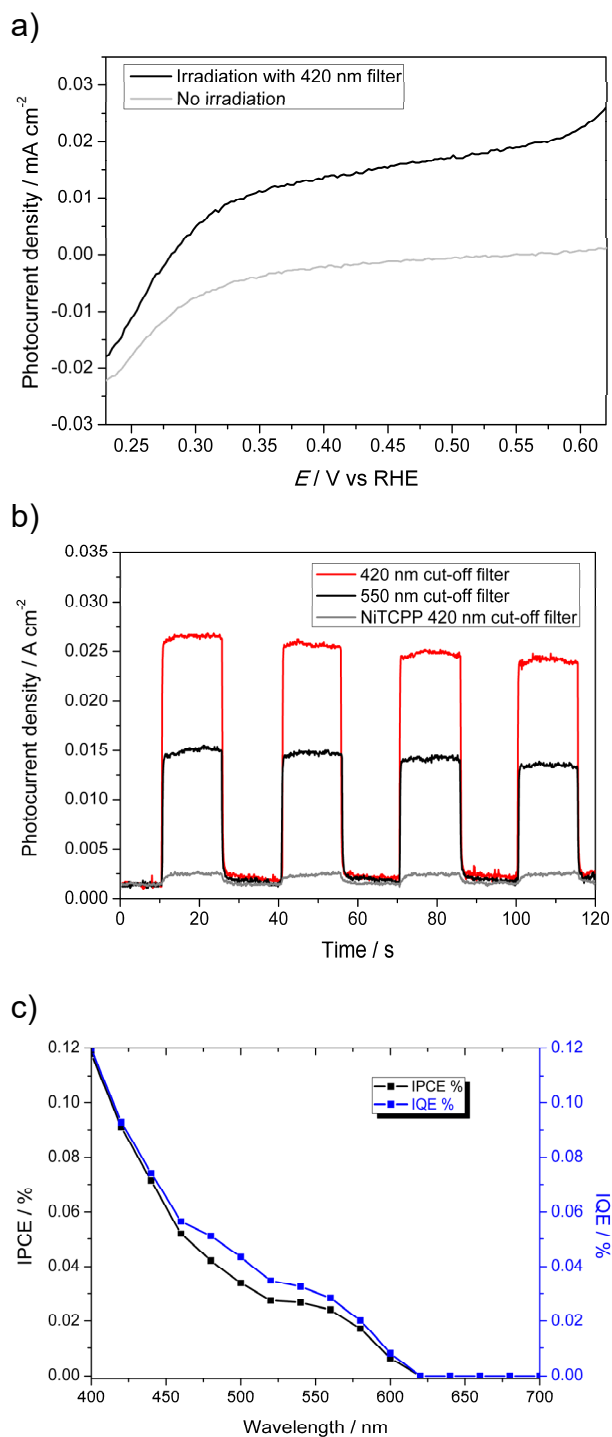 a)
Irradiation with 420 nm filter
No irradiation
Photocurrent density / mA cm⁻²
0.03
0.02
0.01
0.00
-0.01
-0.02
-0.03
0.25 0.30 0.35 0.40 0.45 0.50 0.55 0.60
E / V vs RHE
b)
420 nm cut-off filter
550 nm cut-off filter
NiTCPP 420 nm cut-off filter
Photocurrent density / A cm⁻²
0.035
0.030
0.025
0.020
0.015
0.010
0.005
0.000
0 20 40 60 80 100 120
Time / s
c)
IPCE %
IQE %
IPCE / %
0.12
0.10
0.08
0.06
0.04
0.02
0.00
0.12
0.10
0.08
0.06
0.04
0.02
0.00
IQE / %
400 450 500 550 600 650 700
Wavelength / nm